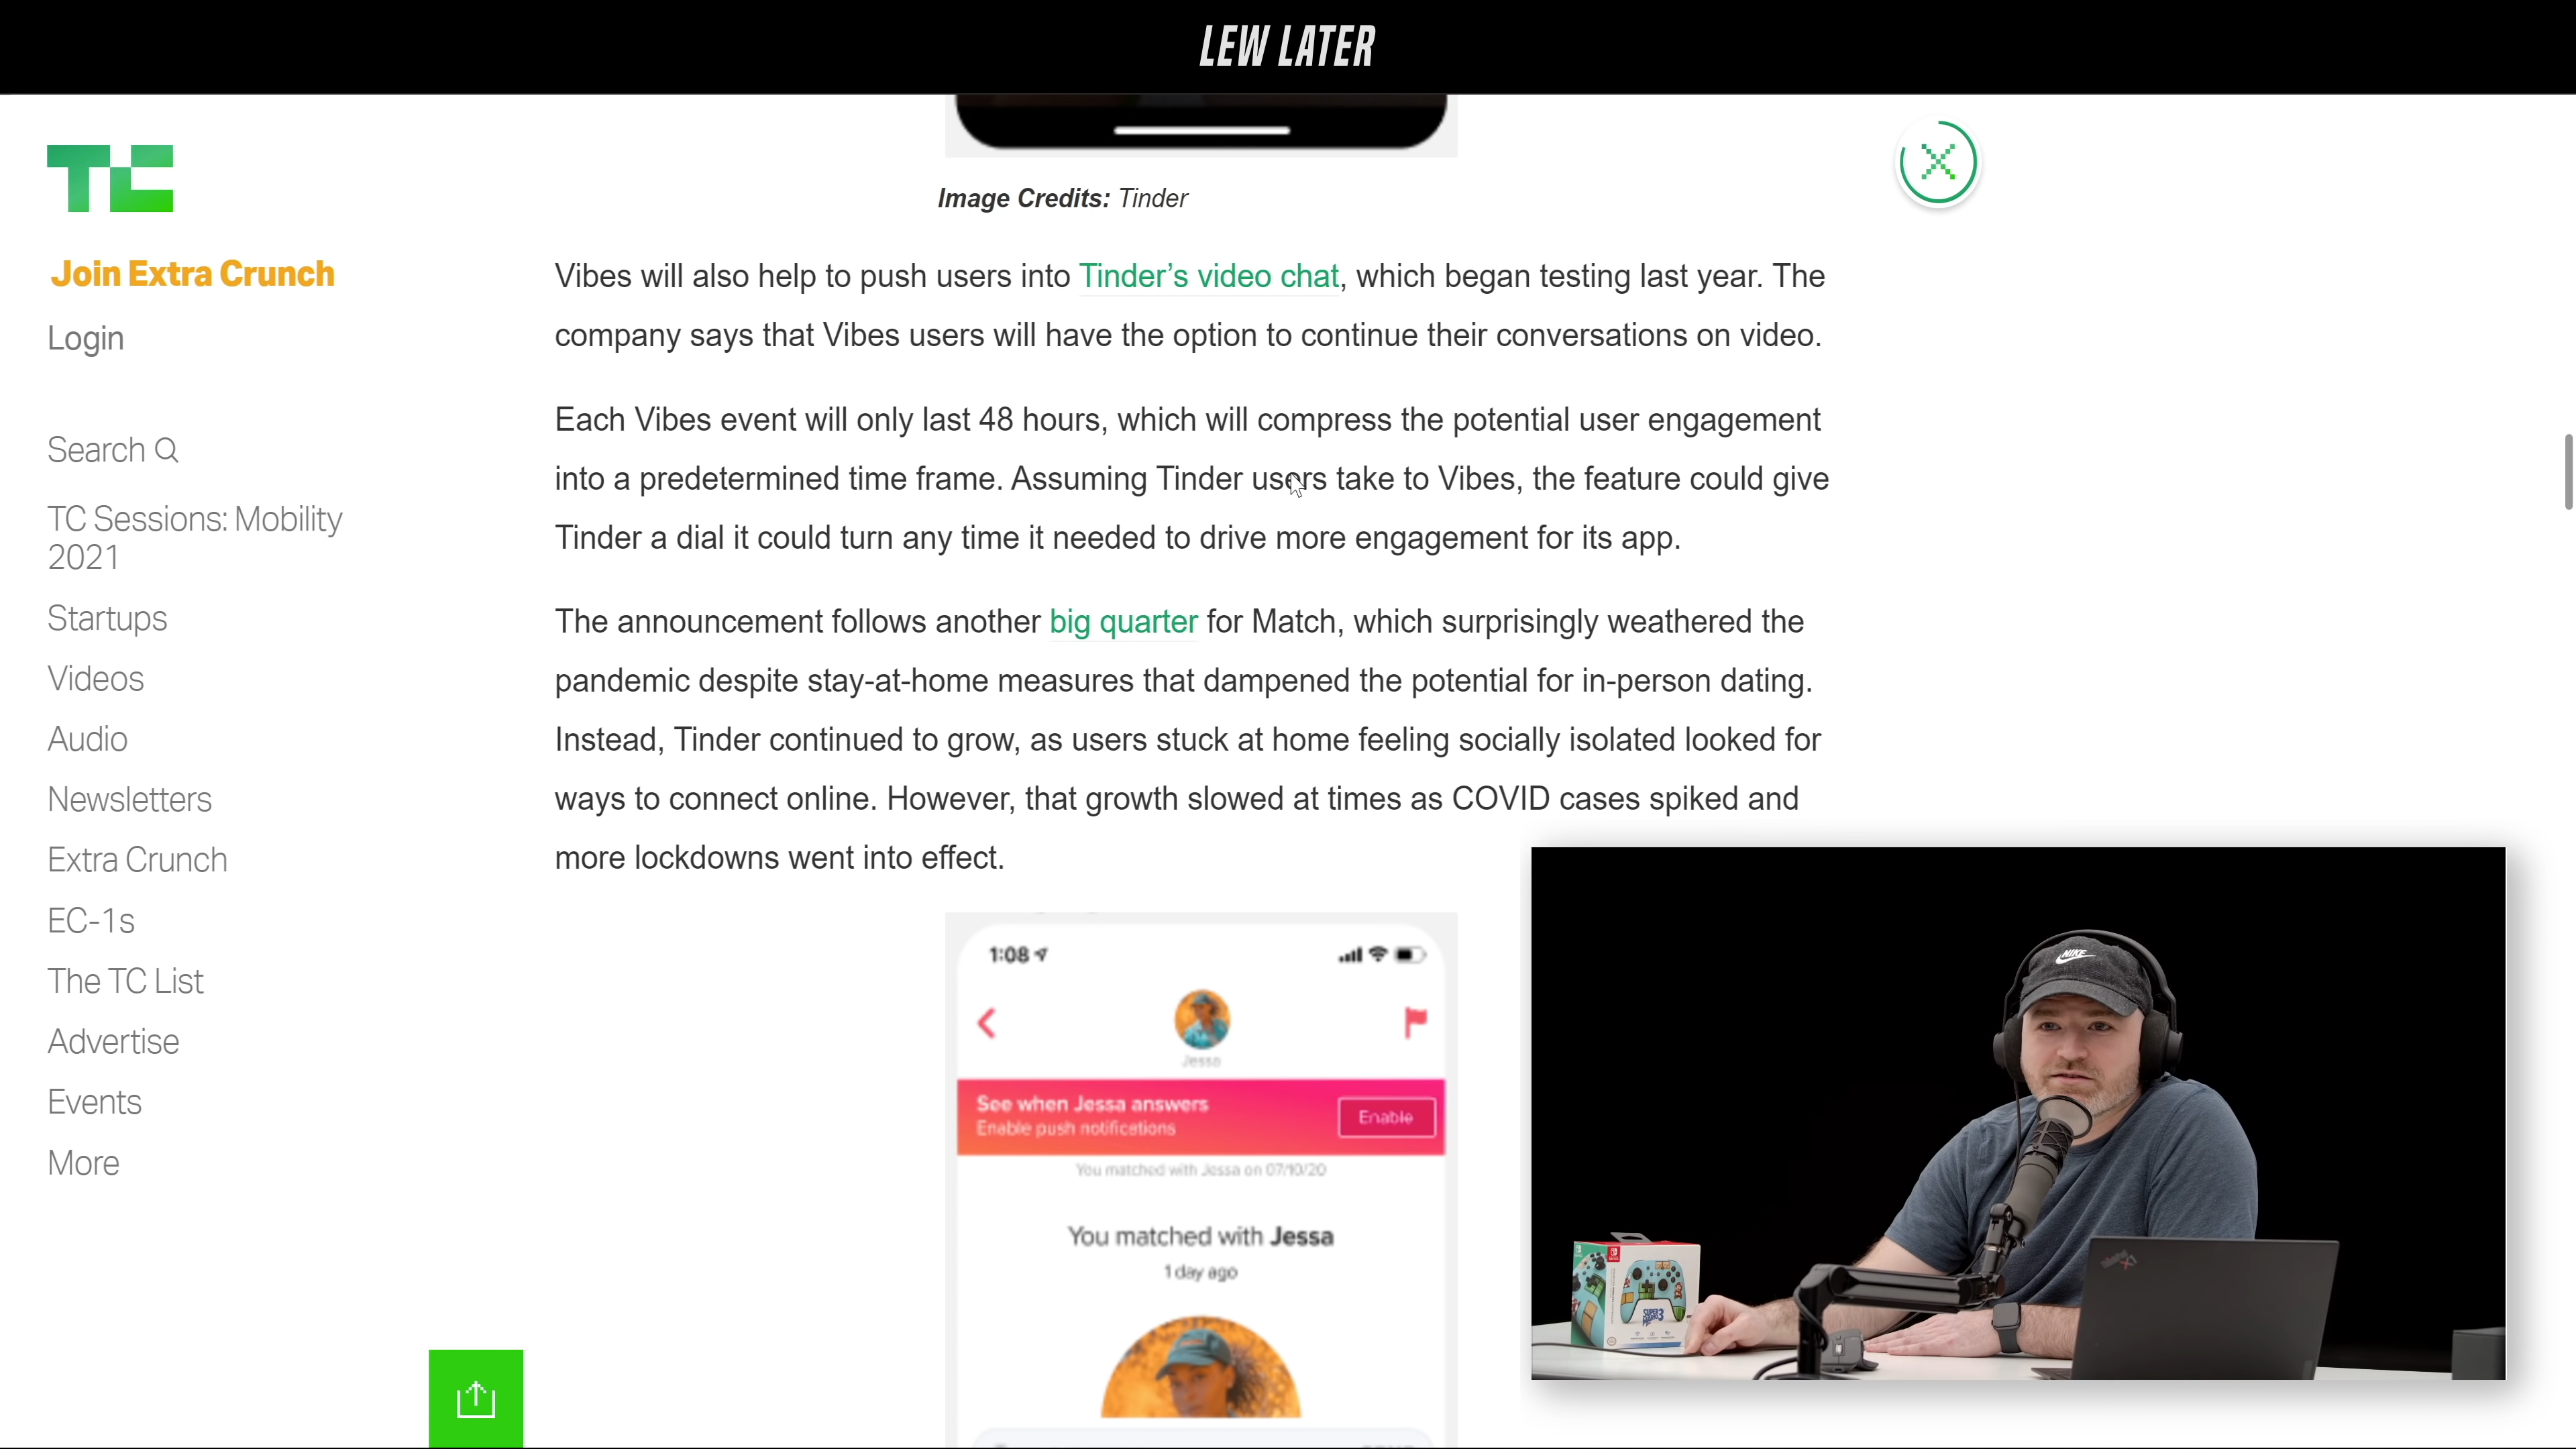 LEW LATER
TC
Join Extra Crunch
Login
Search
TC Sessions: Mobility
2021
Startups
Videos
Audio
Newsletters
Extra Crunch
EC-1s
The TC List
Advertise
Events
More
Image Credits: Tinder
Vibes will also help to push users into Tinder’s video chat, which began testing last year. The
company says that Vibes users will have the option to continue their conversations on video.
Each Vibes event will only last 48 hours, which will compress the potential user engagement
into a predetermined time frame. Assuming Tinder users take to Vibes, the feature could give
Tinder a dial it could turn any time it needed to drive more engagement for its app.
The announcement follows another big quarter for Match, which surprisingly weathered the
pandemic despite stay-at-home measures that dampened the potential for in-person dating.
Instead, Tinder continued to grow, as users stuck at home feeling socially isolated looked for
ways to connect online. However, that growth slowed at times as COVID cases spiked and
more lockdowns went into effect.
1:08
Jessa
See when Jessa answers
Enable push notifications
Enable
You matched with Jessa on 07/10/20
You matched with Jessa
1 day ago
NIKE
SUPER
3